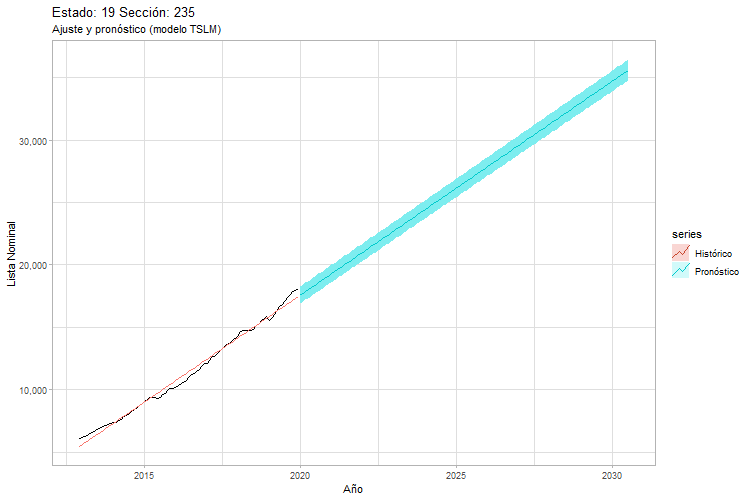 Estado: 19 Sección: 235
Ajuste y pronóstico (modelo TSLM)
30,000
20,000
10,000
Lista Nominal
2015
2020
2025
2030
Año
series
Histórico
Pronóstico